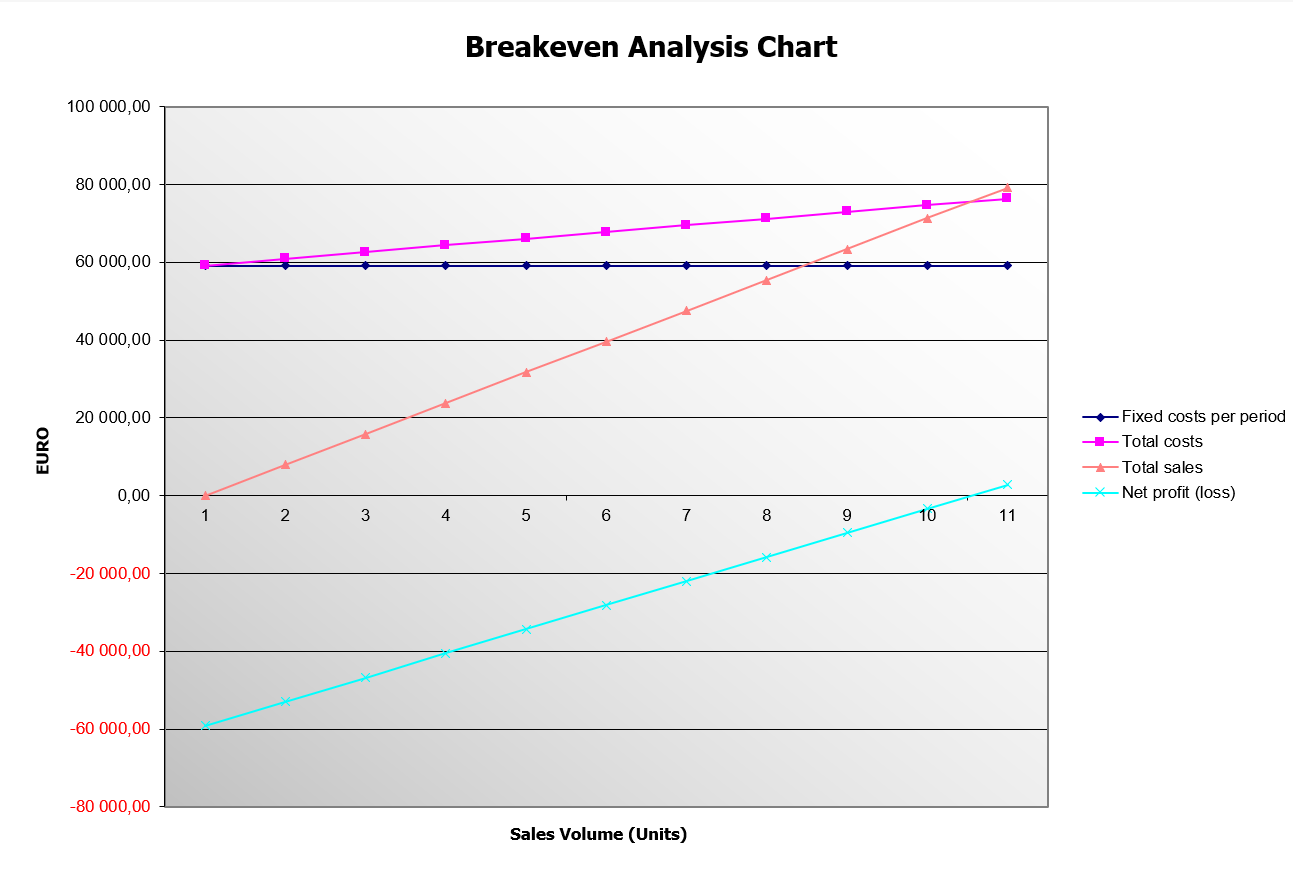 Breakeven Analysis Chart
100 000,00
80 000,00
60 000,00
40 000,00
20 000,00
0,00
-20 000,00
-40 000,00
-60 000,00
-80 000,00
EURO
1 2 3 4 5 6 7 8 9 10 11
Sales Volume (Units)
Fixed costs per period
Total costs
Total sales
Net profit (loss)